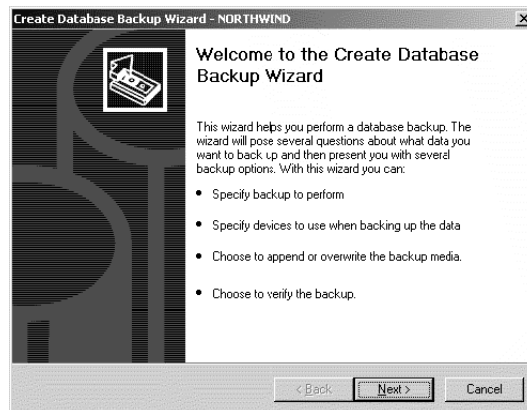 Create Database Backup Wizard - NORTHWIND
Welcome to the Create Database
Backup Wizard
This wizard helps you perform a database backup. The
wizard will pose several questions about what data you
want to back up and then present you with several
backup options. With this wizard you can:
• Specify backup to perform
• Specify devices to use when backing up the data
• Choose to append or overwrite the backup media.
• Choose to verify the backup.
< Back
Next >
Cancel